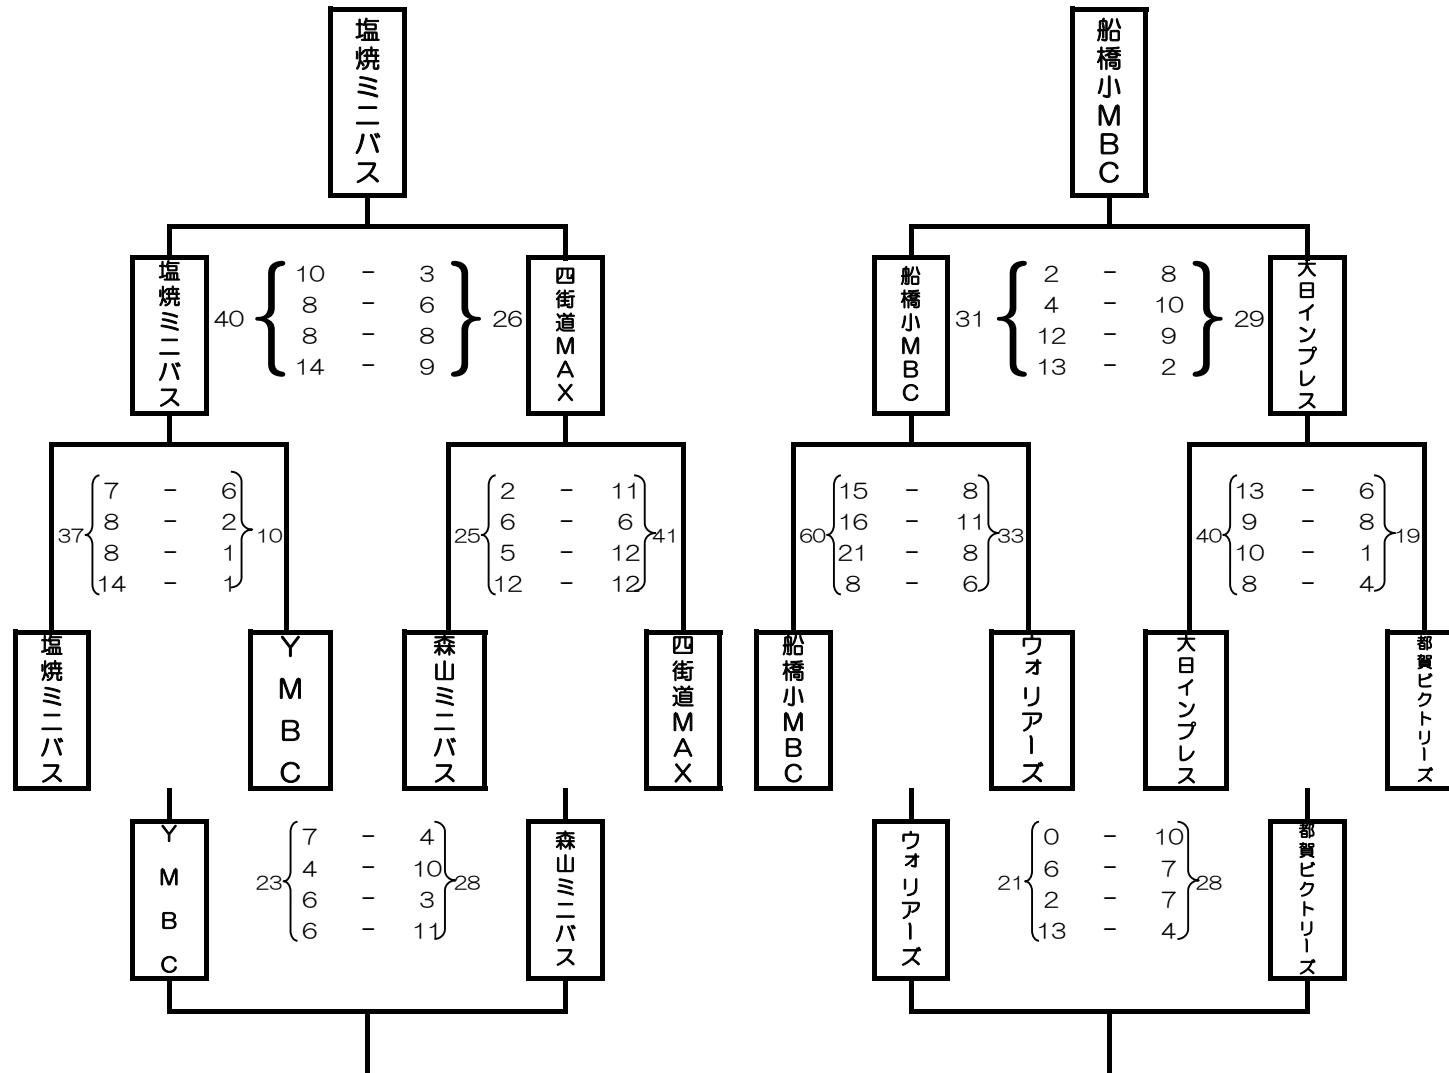 塩焼ミニバス
船橋小MBC
塩焼ミニバス
40
10 - 3
8 - 6
8 - 8
14 - 9
26
四街道MAX
船橋小MBC
31
2 - 8
4 - 10
12 - 9
13 - 2
29
大日インプレス
37
7 - 6
8 - 2
8 - 1
14 - 1
10
25
2 - 11
6 - 6
5 - 12
12 - 12
41
60
15 - 8
16 - 11
21 - 8
8 - 6
33
40
13 - 6
9 - 8
10 - 1
8 - 4
19
塩焼ミニバス
YMBC
森山ミニバス
四街道MAX
船橋小MBC
ウォリアーズ
大日インプレス
都賀ビクトリーズ
YMBC
23
7 - 4
4 - 10
6 - 3
6 - 11
28
森山ミニバス
ウォリアーズ
21
0 - 10
6 - 7
2 - 7
13 - 4
28
都賀ビクトリーズ